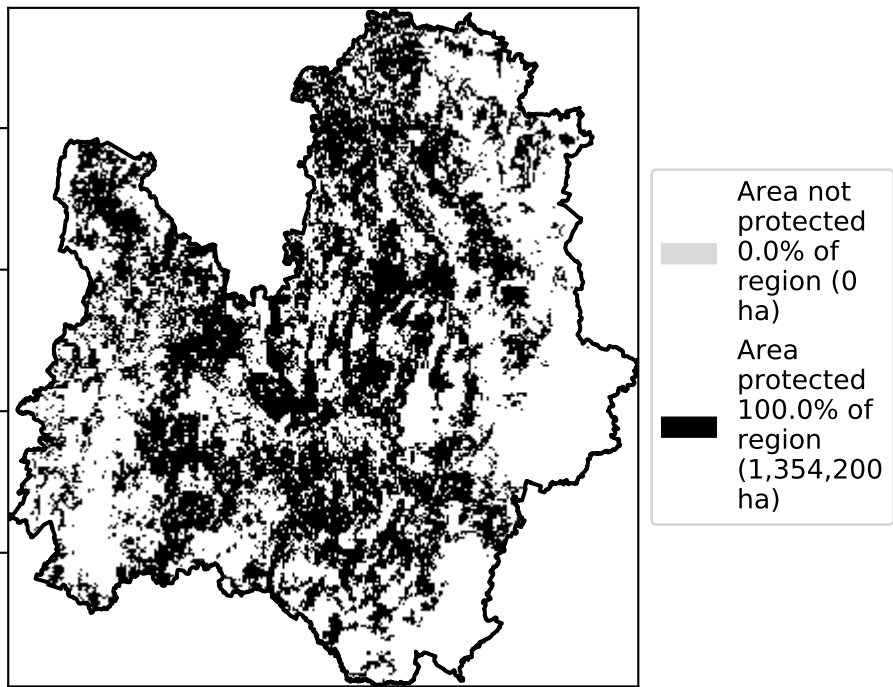 Area not
protected
0.0% of
region (0
ha)
Area
protected
100.0% of
region
(1,354,200
ha)